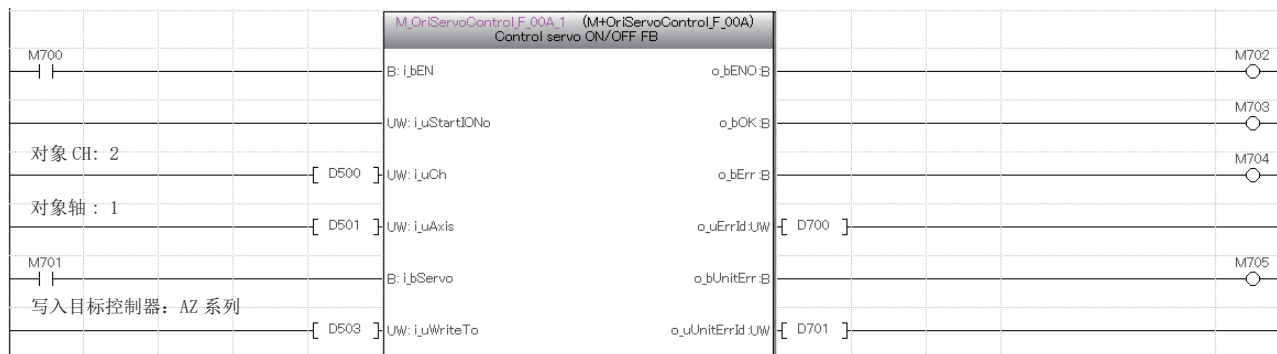 M_OriServoControl_F_00A_1 (M+OriServoControl_F_00A)
Control servo ON/OFF FB
M700
B: i_bEN
o_bENO:B
M702
UW: i_uStartIONo
o_bOK:B
M703
对象 CH: 2
D500
UW: i_uCh
o_bErr:B
M704
对象轴：1
D501
UW: i_uAxis
o_uErrId:UW
D700
M701
B: i_bServo
o_bUnitErr:B
M705
写入目标控制器：AZ 系列
D503
UW: i_uWriteTo
o_uUnitErrId:UW
D701